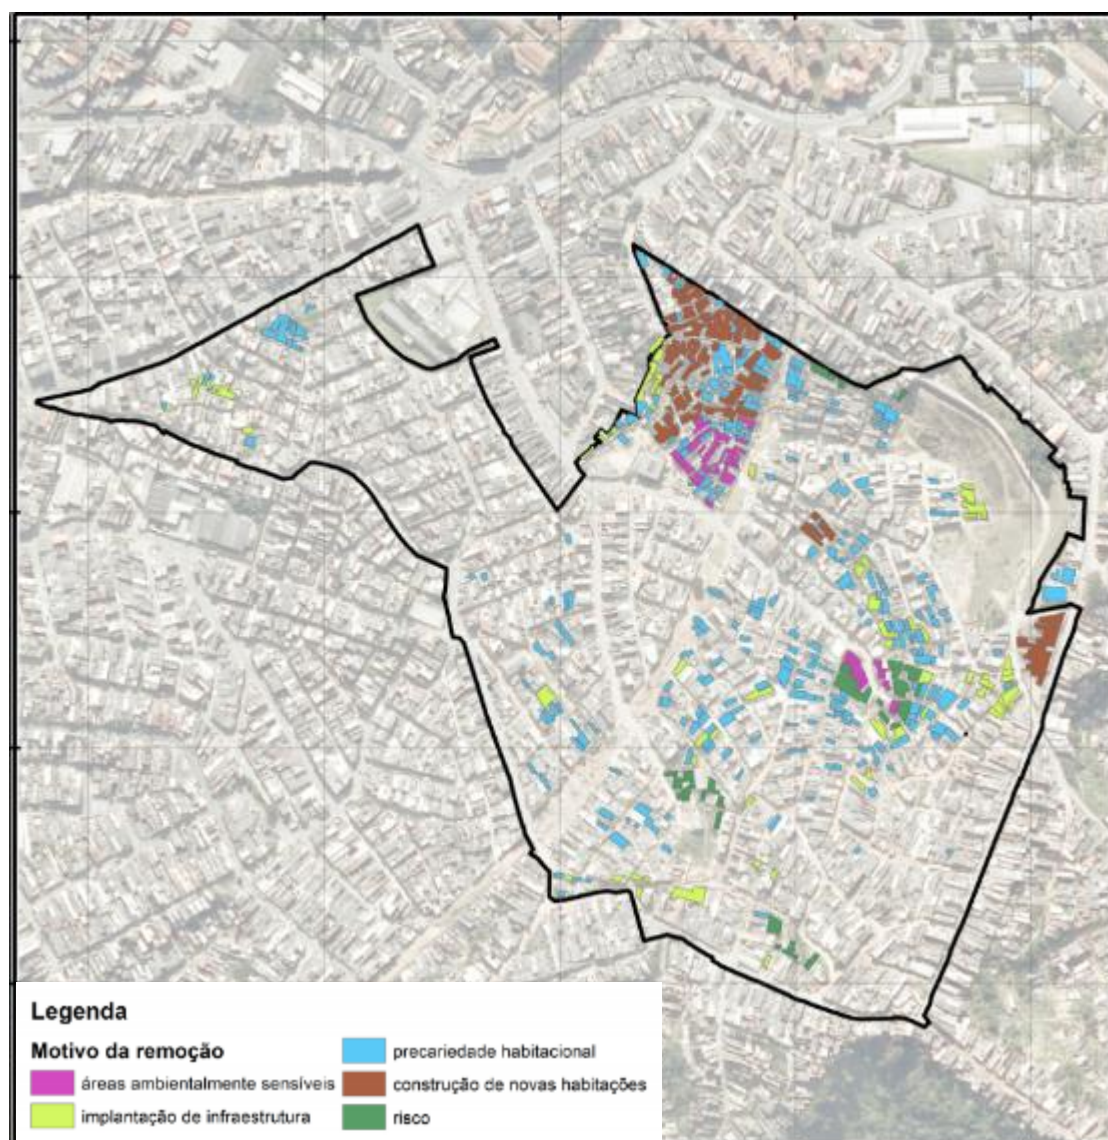 Legenda
Motivo da remoção
áreas ambientalmente sensíveis
implantação de infraestrutura
precariedade habitacional
construção de novas habitações
risco